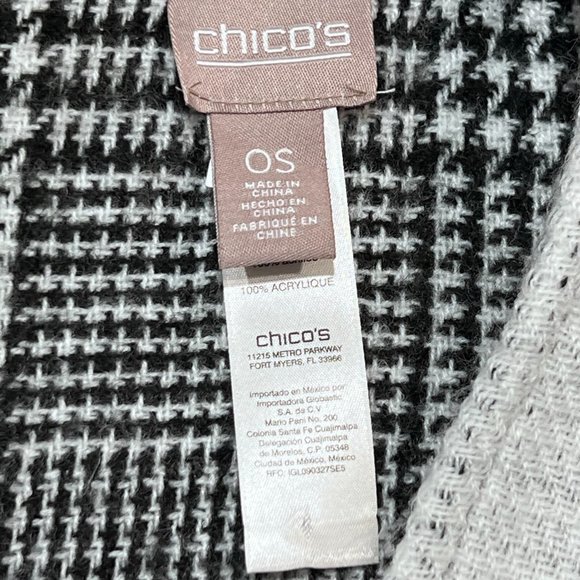 chico's
OS
MADE IN
CHINA
HECHO EN
CHINA
FABRIQUÉ EN
CHINE
100% ACRYLIQUE
chico's
11215 METRO PARKWAY
FORT MYERS, FL 33966
Importado en México por
Importadora Globastic
S.A. de C.V
Mario Pani No. 200
Colonia Santa Fe Cuajimalpa
Delegación Cuajimalpa
de Morelos, C.P. 05348
Ciudad de México, México
RFC: IGL090327SE5